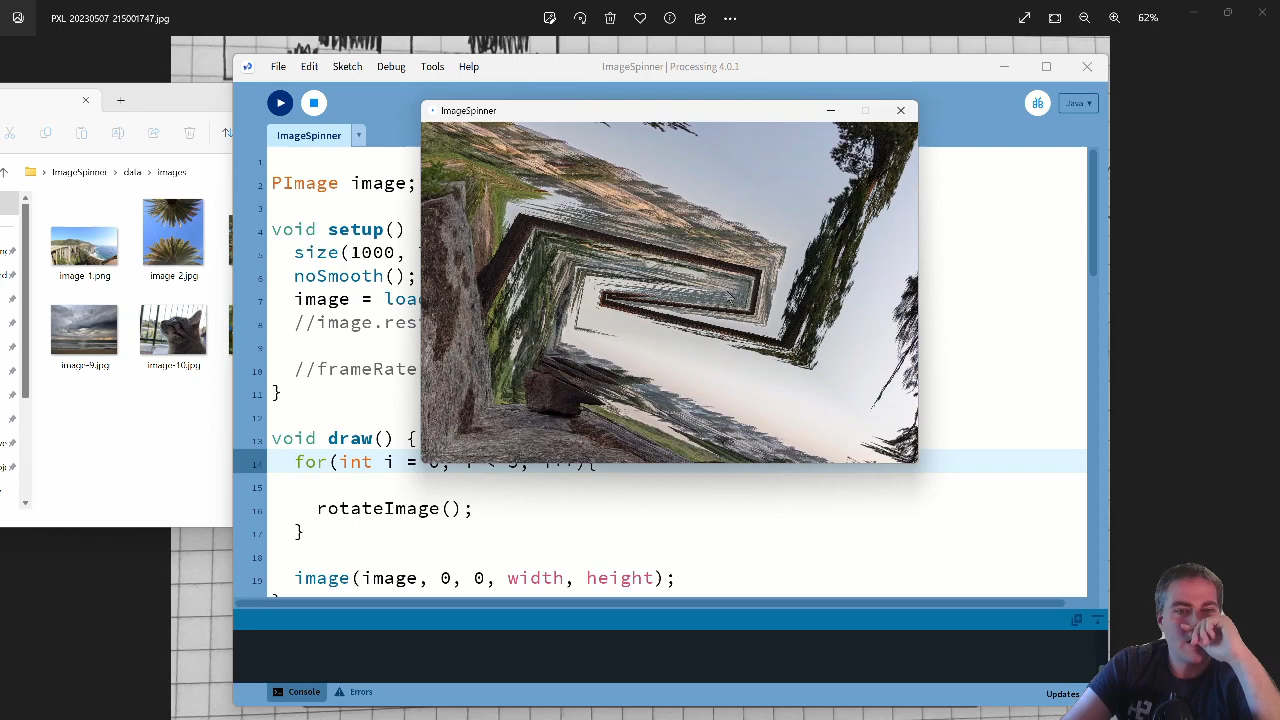 PXL 20230507 215001747.jpg
62%
File Edit Sketch Debug Tools Help
ImageSpinner | Processing 4.0.1
Java
ImageSpinner
ImageSpinner
ImageSpinner data images
image-1.png image-2.jpg
image-9.jpg image-10.jpg
1
2 PImage image;
3
4 void setup()
5 size(1000,
6 noSmooth();
7 image = loa
8 //image.res
9
10 //frameRate
11 }
12
13 void draw() {
14 for(int i =
15
16 rotateImage();
17 }
18
19 image(image, 0, 0, width, height);
Console Errors
Updates